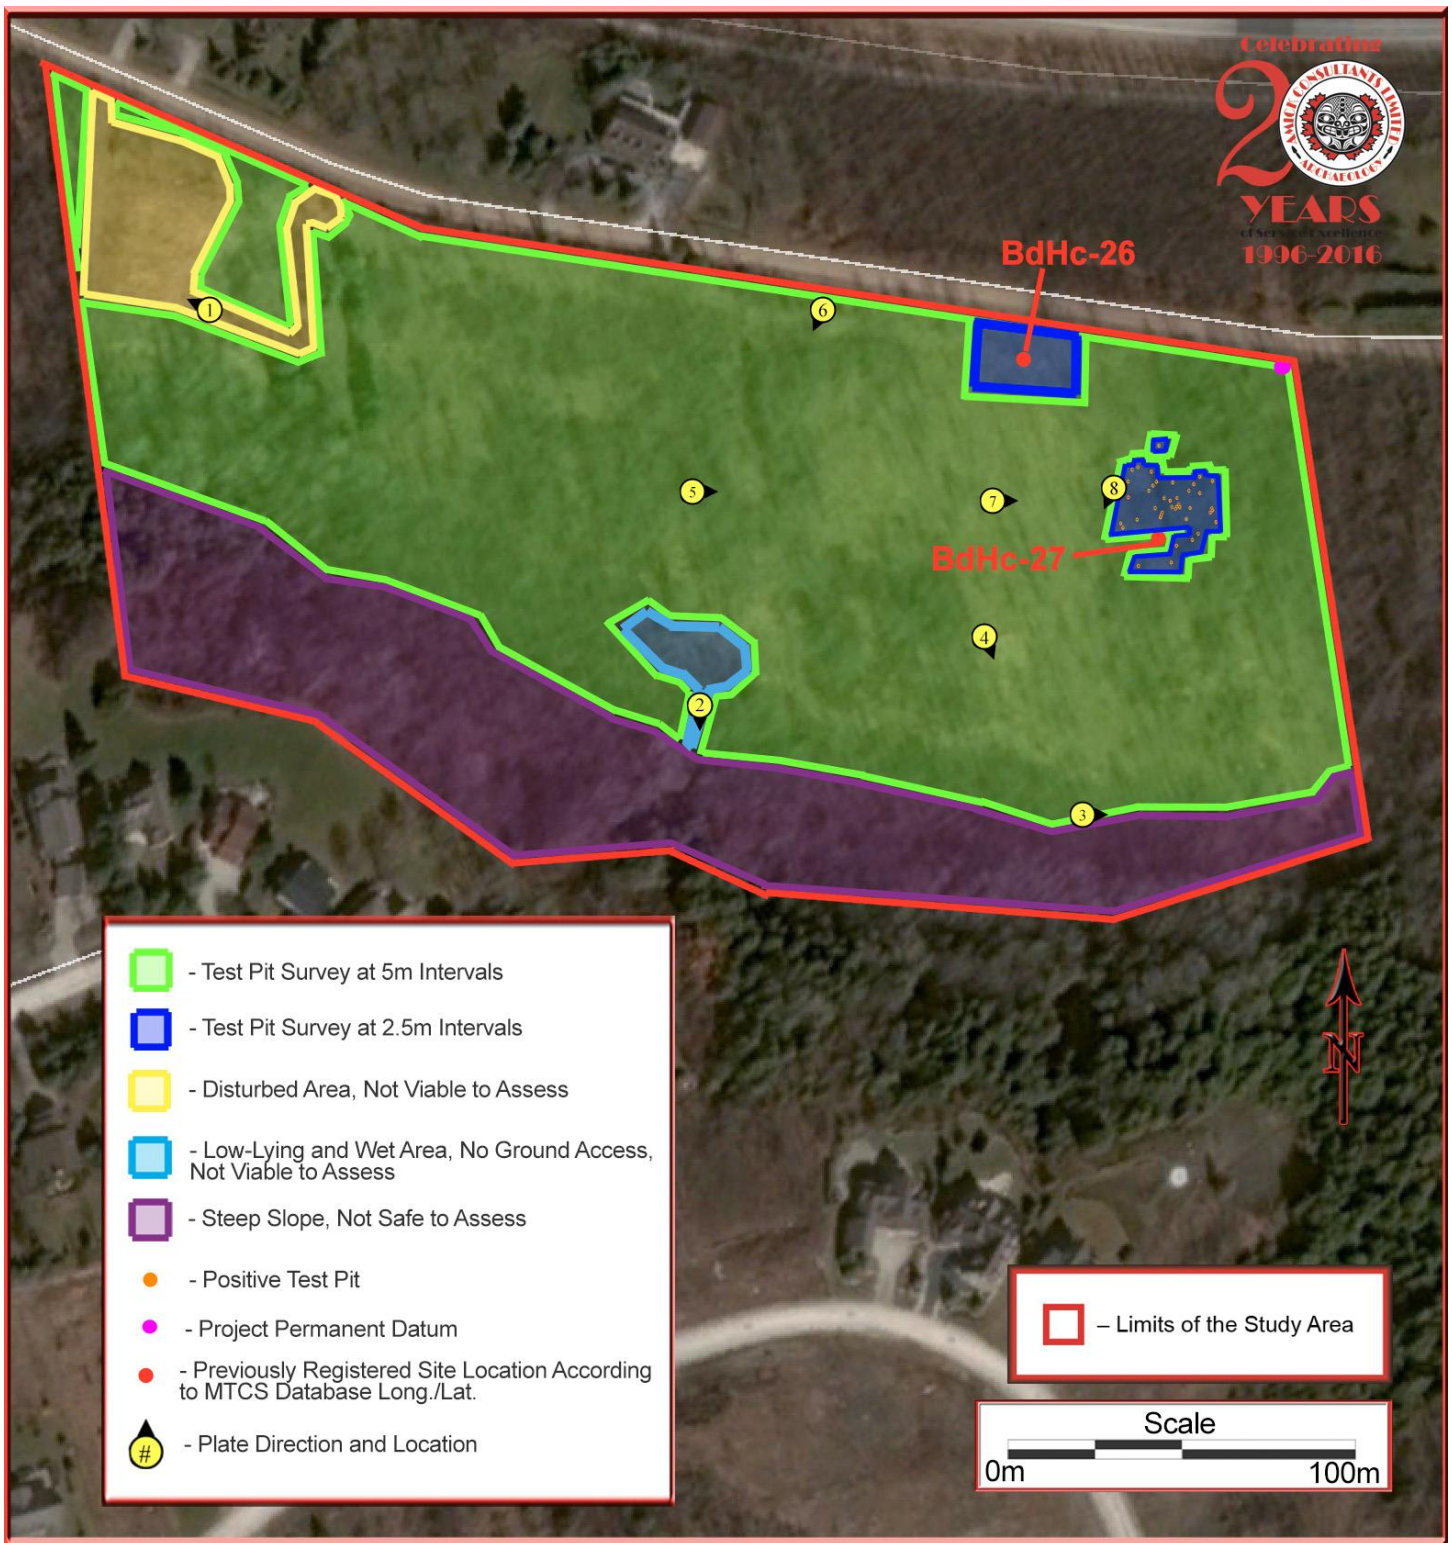 Celebrating
20
AMICK CONSULTANTS LIMITED
ARCHAEOLOGY
YEARS
of Service Excellence
1996-2016
BdHc-26
1
6
5
7
8
BdHc-27
4
2
3
- Test Pit Survey at 5m Intervals
- Test Pit Survey at 2.5m Intervals
- Disturbed Area, Not Viable to Assess
- Low-Lying and Wet Area, No Ground Access,
Not Viable to Assess
- Steep Slope, Not Safe to Assess
- Positive Test Pit
- Project Permanent Datum
- Previously Registered Site Location According
to MTCS Database Long./Lat.
# - Plate Direction and Location
N
– Limits of the Study Area
Scale
0m 100m